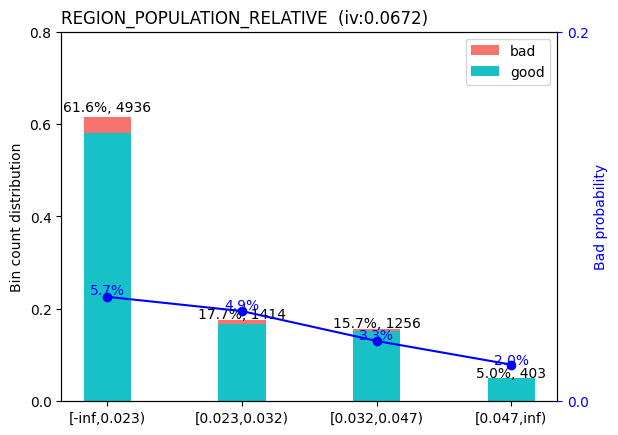 REGION_POPULATION_RELATIVE (iv:0.0672)
0.8
0.6
0.4
0.2
0.0
Bin count distribution
bad
good
61.6%, 4936
17.7%, 1414
15.7%, 1256
5.0%, 403
5.7%
4.9%
3.3%
2.0%
[-inf,0.023)
[0.023,0.032)
[0.032,0.047)
[0.047,inf)
0.2
0.0
Bad probability